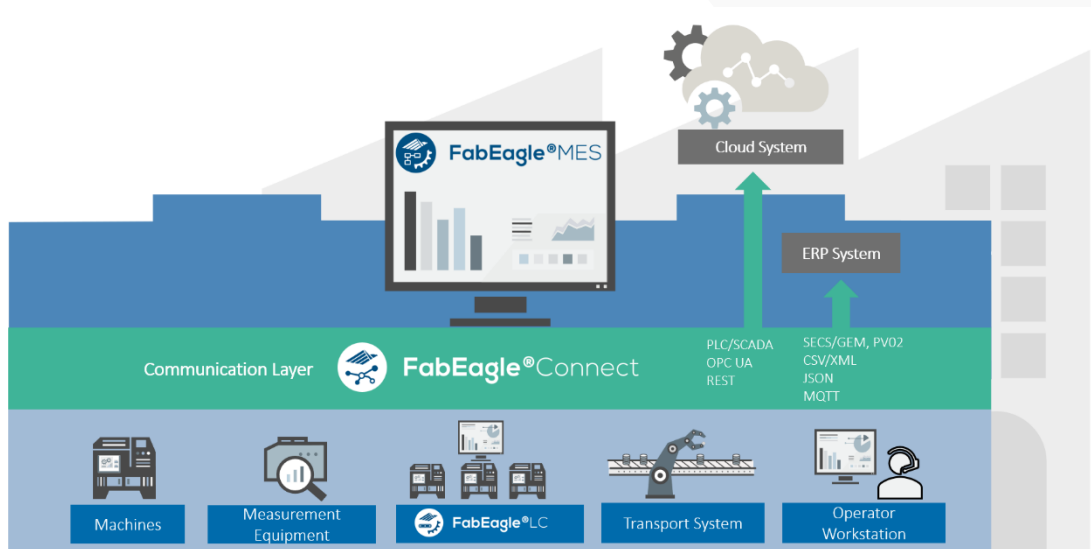 FabEagle®MES
Cloud System
ERP System
Communication Layer
FabEagle®Connect
PLC/SCADA
OPC UA
REST
SECS/GEM, PV02
CSV/XML
JSON
MQTT
Machines
Measurement
Equipment
FabEagle®LC
Transport System
Operator
Workstation